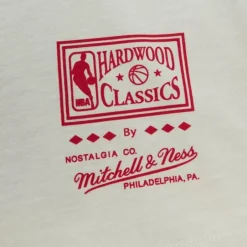 HARDWOOD
NBA
CLASSICS
By
NOSTALGIA CO.
Mitchell & Ness
PHILADELPHIA, PA.